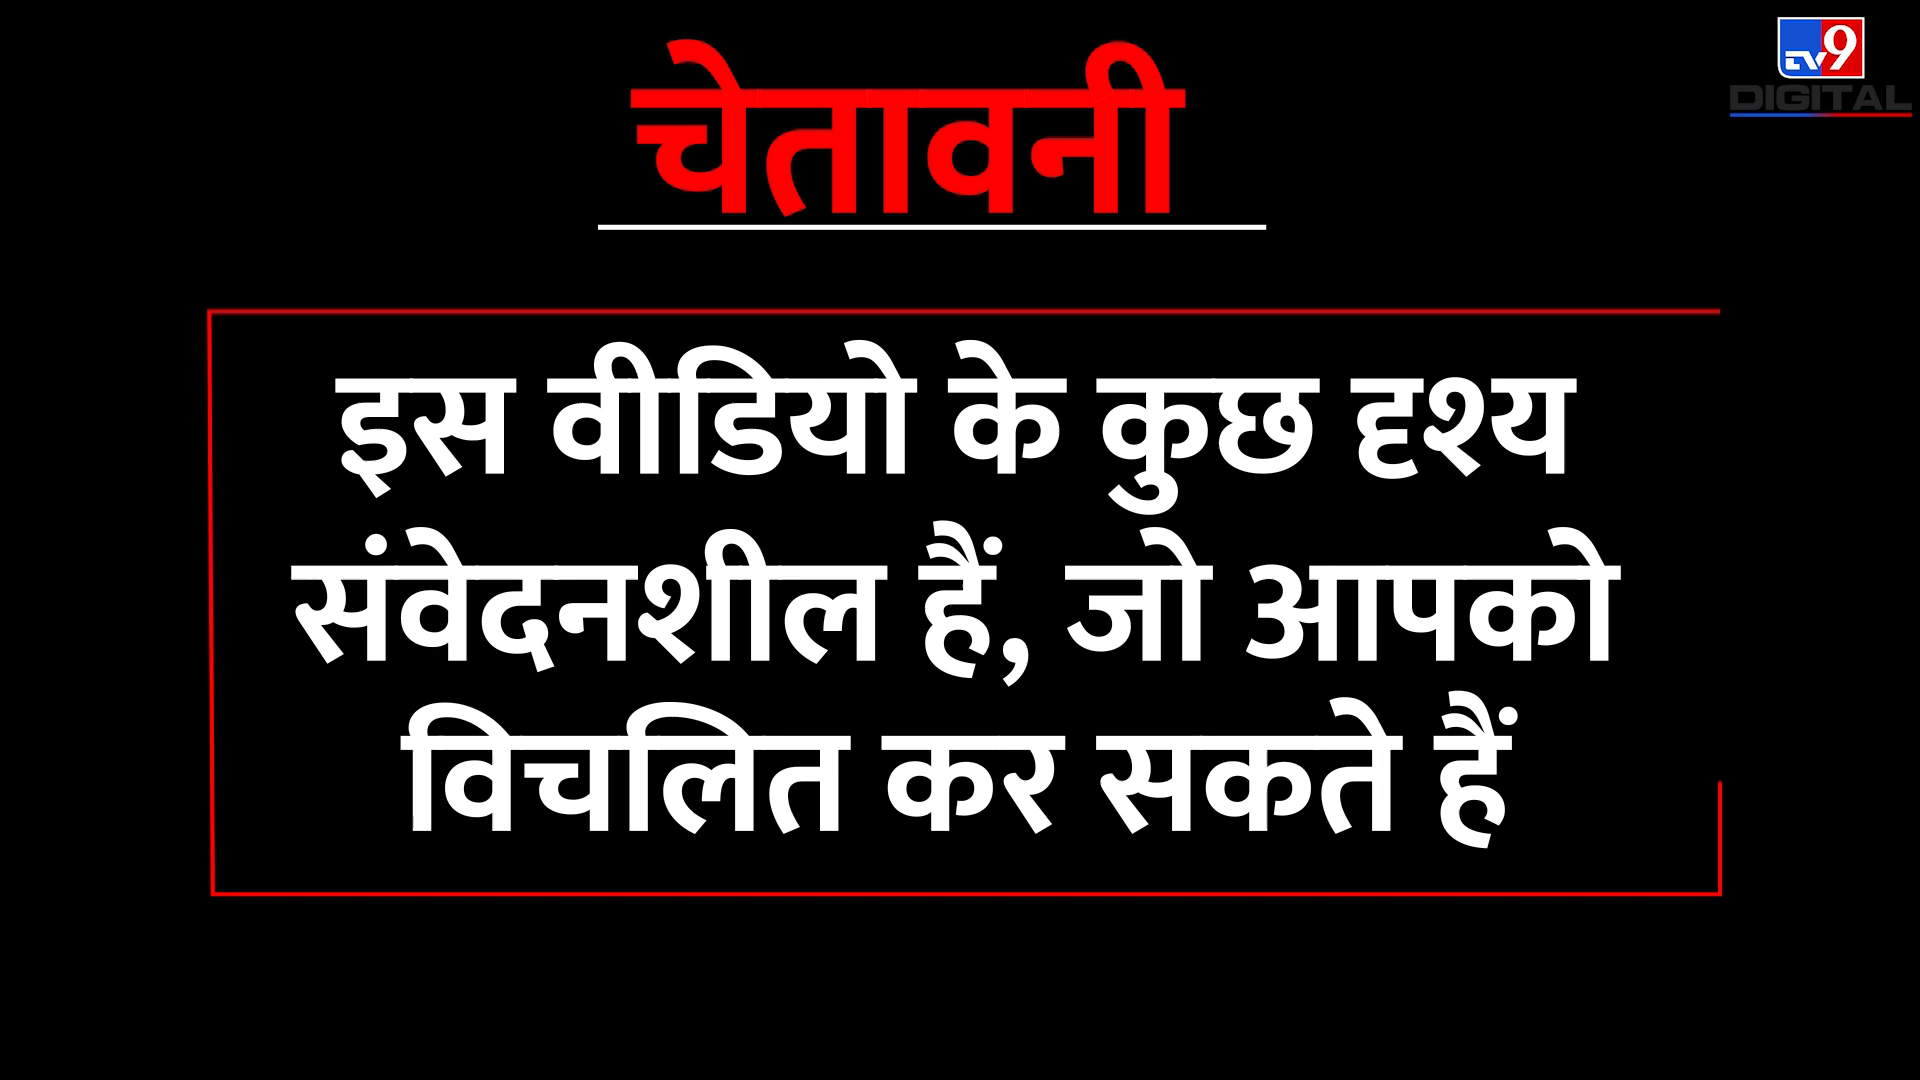 TV9
DIGITAL
चेतावनी
इस वीडियो के कुछ दृश्य
संवेदनशील हैं, जो आपको
विचलित कर सकते हैं